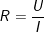 R = U / I